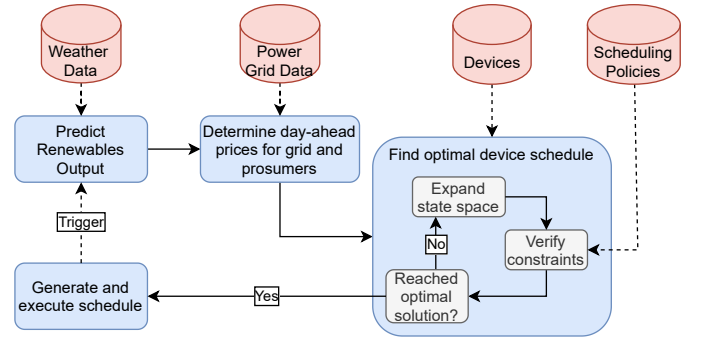 Weather
Data
Power
Grid Data
Devices
Scheduling
Policies
Predict
Renewables
Output
Determine day-ahead
prices for grid and
prosumers
Find optimal device schedule
Expand
state space
Trigger
No
Verify
constraints
Generate and
execute schedule
Yes
Reached
optimal
solution?